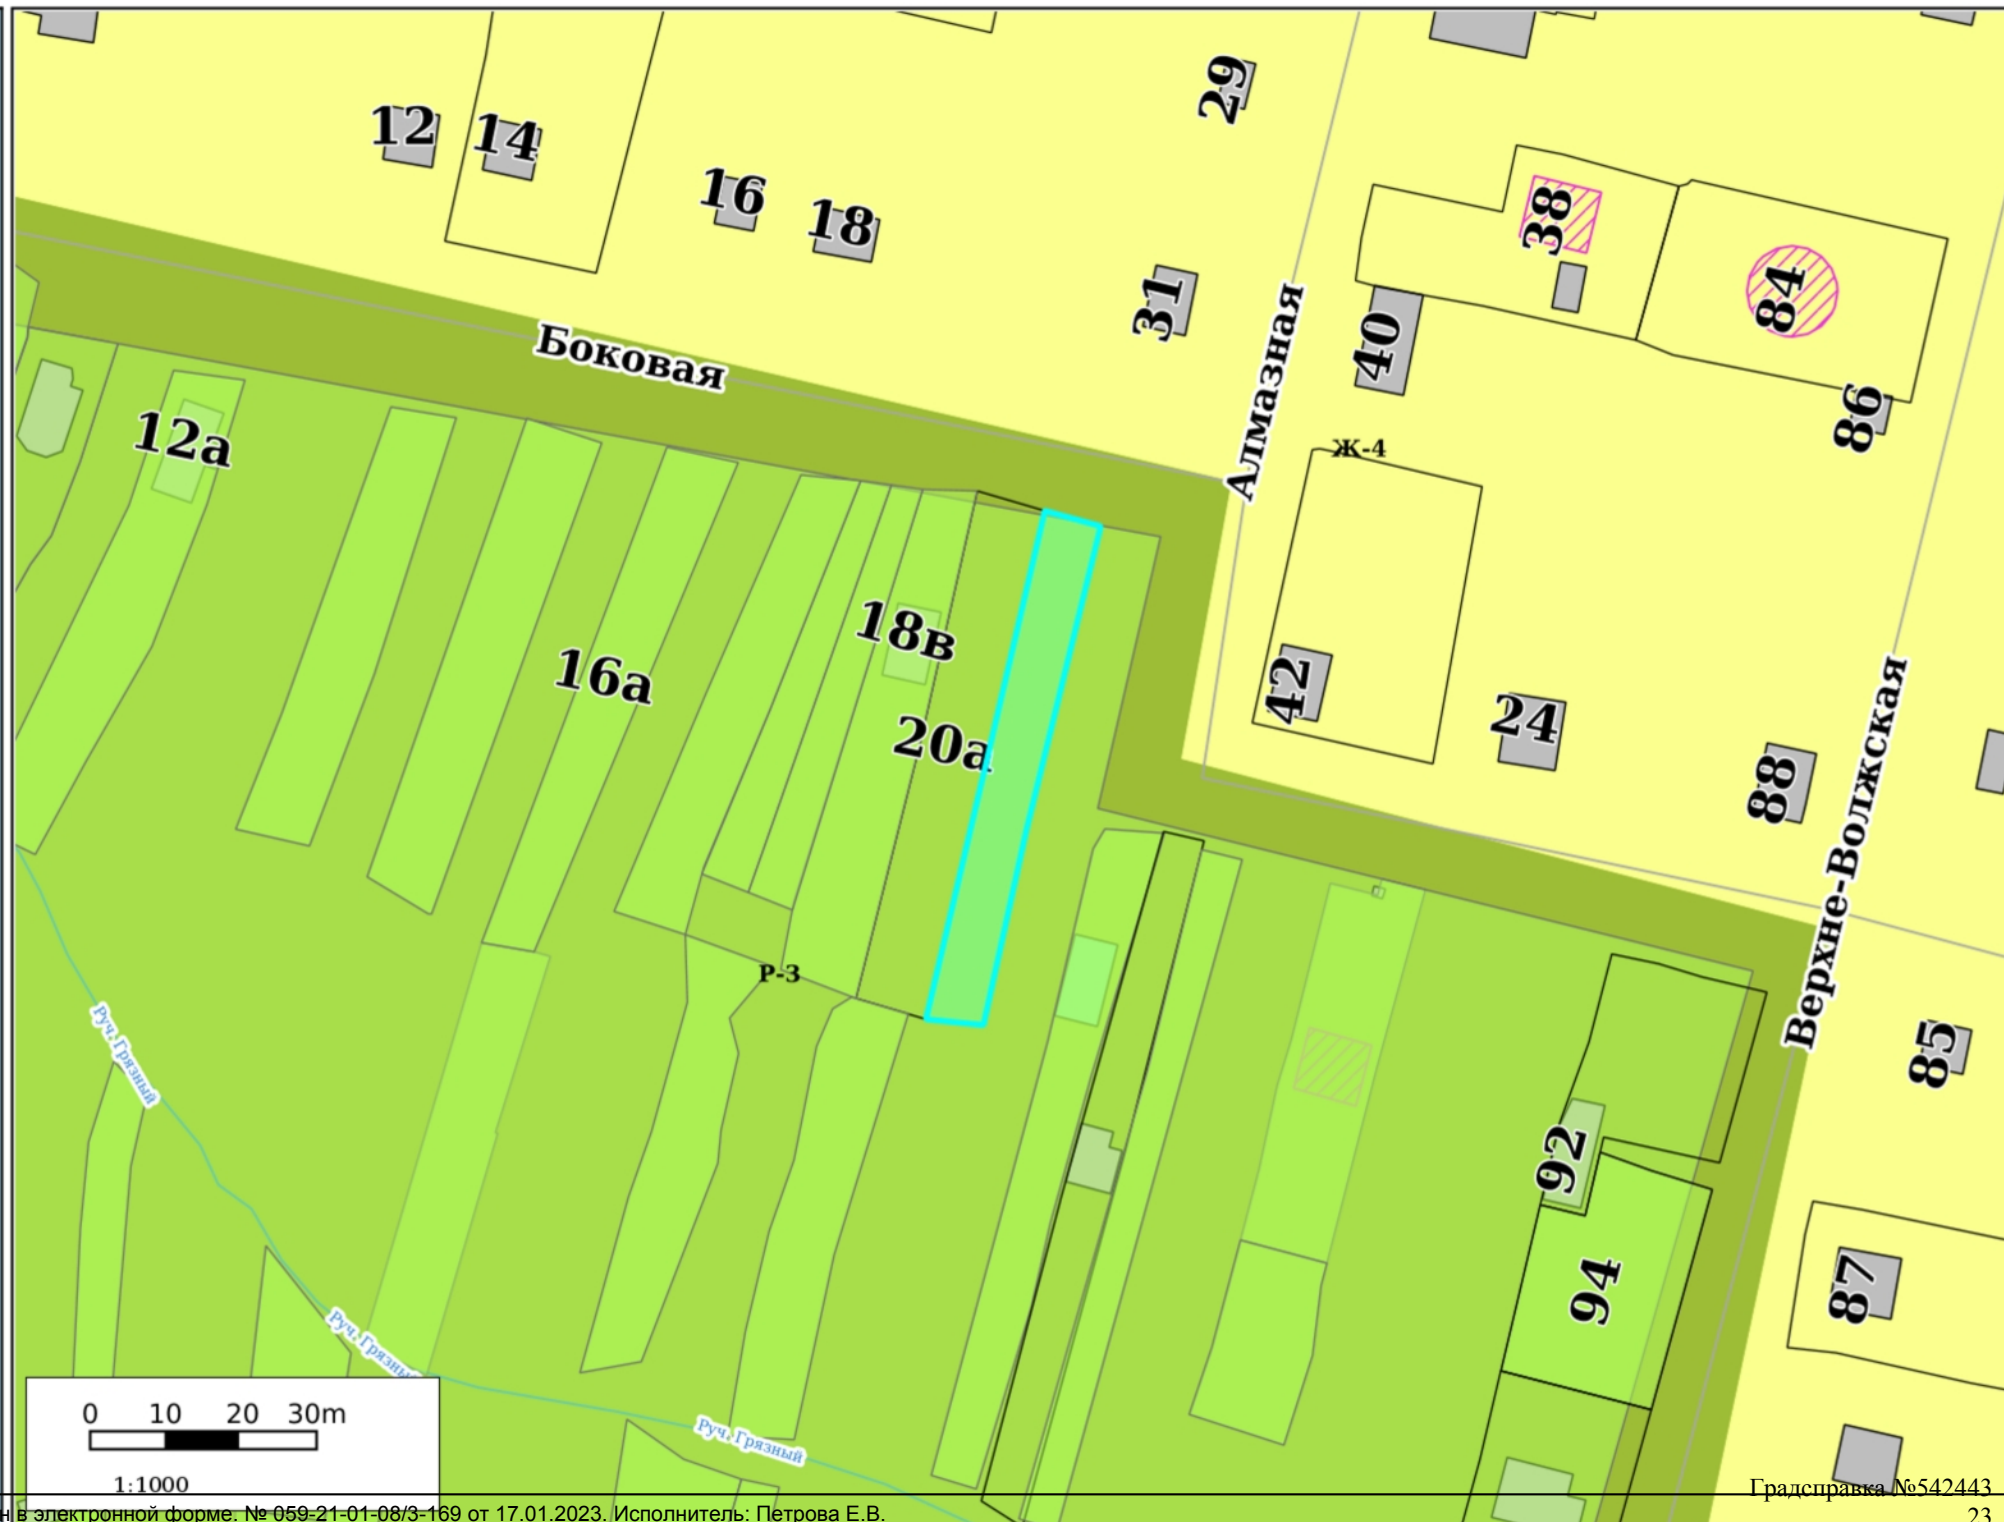 29
12
14
16
18
38
84
31
40
86
Боковая
Алмазная
Ж-4
12а
18в
16а
20а
42
24
88
Верхне-Волжская
Р-3
Руч. Грязный
85
92
94
87
Руч. Грязный
Руч. Грязный
0 10 20 30m
1:1000
Градсправка №542443
н в электронной форме. № 059-21-01-08/3-169 от 17.01.2023. Исполнитель: Петрова Е.В.
23